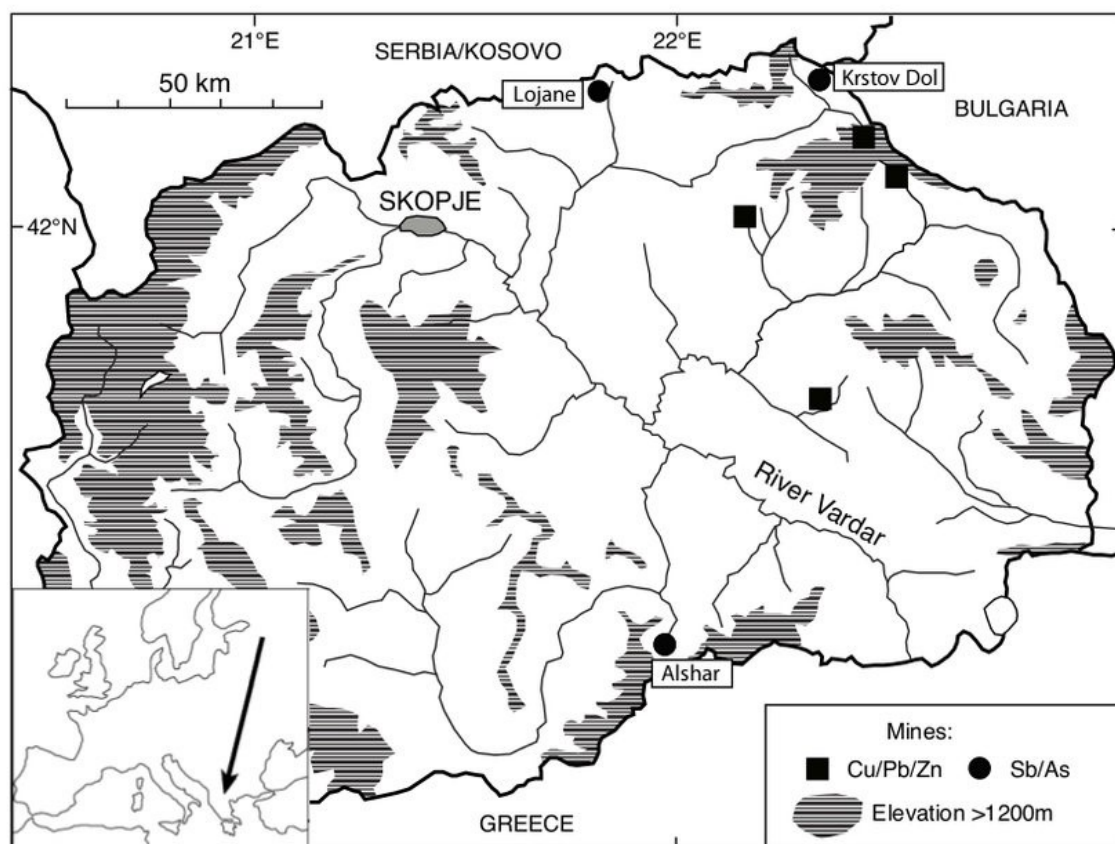 21°E
22°E
SERBIA/KOSOVO
50 km
Lojane
Krstov Dol
BULGARIA
SKOPJE
42°N
River Vardar
Alshar
Mines:
Cu/Pb/Zn
Sb/As
Elevation >1200m
GREECE